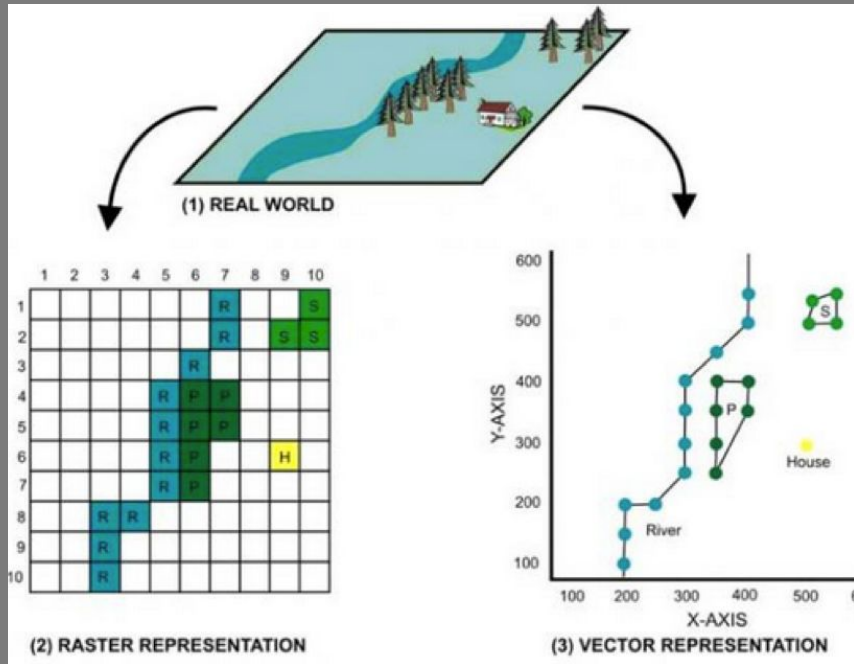 (1) REAL WORLD
1 2 3 4 5 6 7 8 9 10
1 R S
2 R S S
3 R
4 R P P
5 R P P
6 R P H
7 R P
8 R R
9 R
10 R
(2) RASTER REPRESENTATION
600
500
400
300
200
100
Y-AXIS
S
P
House
River
100 200 300 400 500
X-AXIS
(3) VECTOR REPRESENTATION